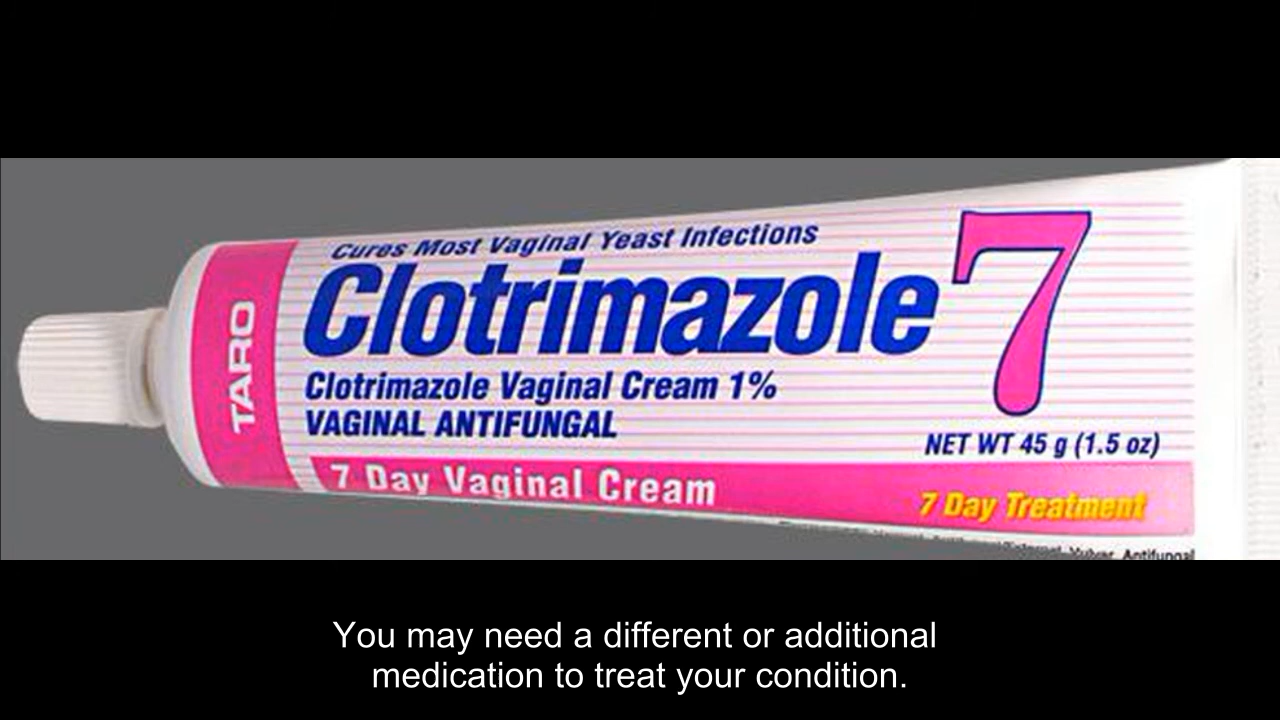 Cures Most Vaginal Yeast Infections
Clotrimazole 7
TARO
Clotrimazole Vaginal Cream 1%
VAGINAL ANTIFUNGAL
NET WT 45 g (1.5 oz)
7 Day Vaginal Cream
7 Day Treatment
Vulvar Antifungal
You may need a different or additional
medication to treat your condition.